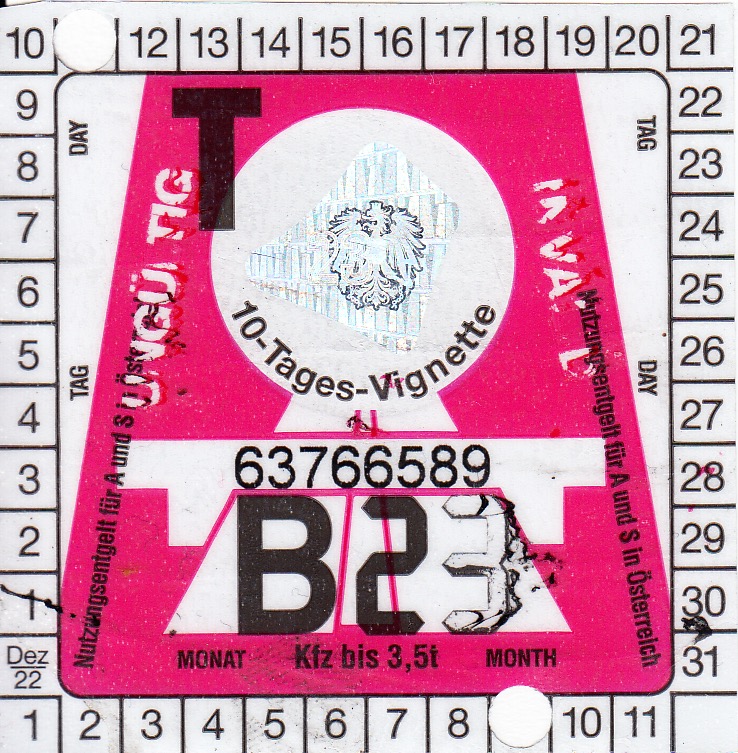 10 12 13 14 15 16 17 18 19 20 21
9 22
8 23
7 24
6 25
5 26
4 27
3 28
2 29
1 30
Dez
22
31
1 2 3 4 5 6 7 8 10 11
DAY
TAG
TAG
DAY
T
UNGÜ TIG
10-Tages-Vignette
63766589
B23
Nutzungsentgelt für A und S in Öst
Nutzungsentgelt für A und S in Österreich
MONAT Kfz bis 3,5t MONTH